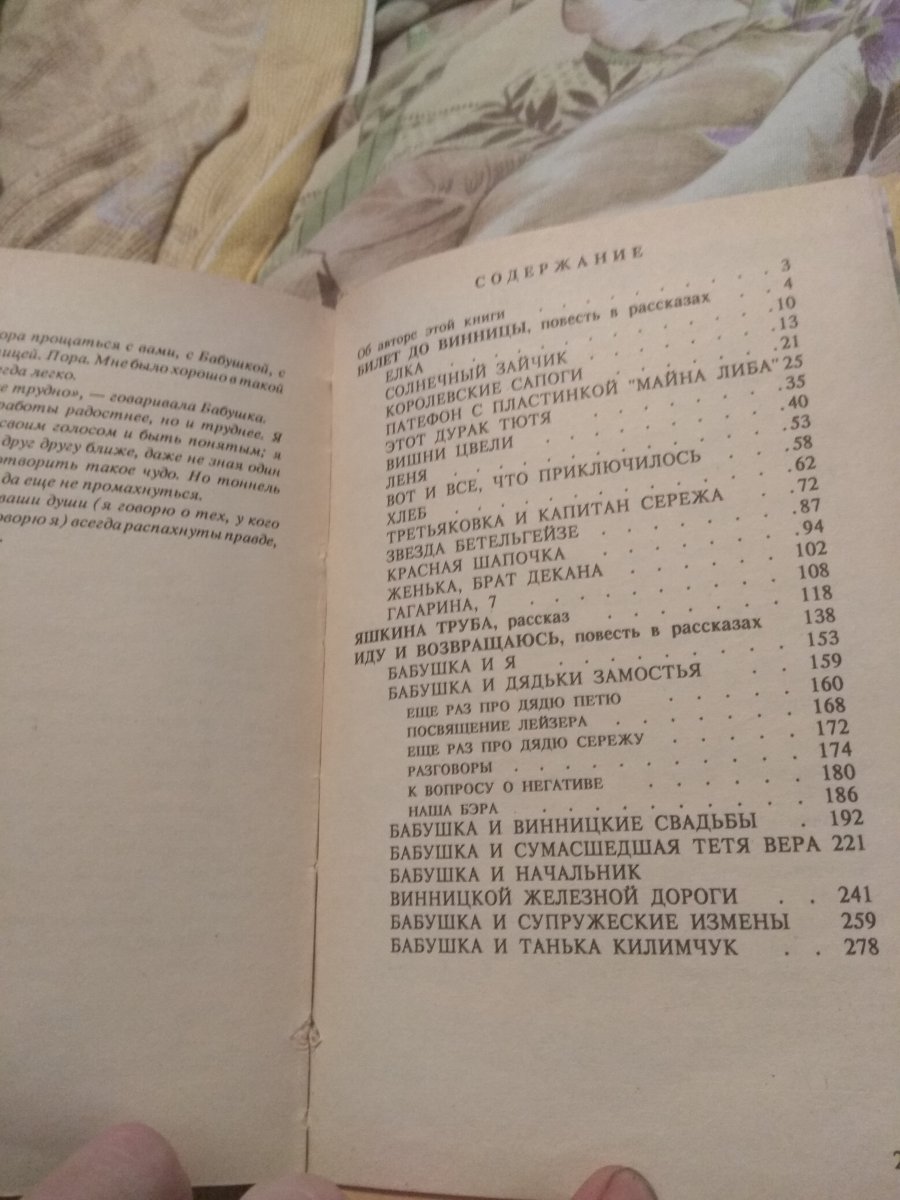 ора прощаться с вами, с Бабушкой, с
ицей. Пора. Мне было хорошо в такой
гда легко.
е трудно», — говаривала Бабушка.
работы радостнее, но и труднее. Я
своим голосом и быть понятым; я
друг другу ближе, даже не зная один
отворить такое чудо. Но тоннель
да еще не промахнуться.
ваши души (я говорю о тех, у кого
оворю я) всегда распахнуты правде,
СОДЕРЖАНИЕ
Об авторе этой книги . . . . . . . . . 3
БИЛЕТ ДО ВИННИЦЫ, повесть в рассказах . . 4
ЕЛКА . . . . . . . . . . 10
СОЛНЕЧНЫЙ ЗАЙЧИК . . . . . . . 13
КОРОЛЕВСКИЕ САПОГИ . . . . . . . 21
ПАТЕФОН С ПЛАСТИНКОЙ "МАЙНА ЛИБА" 25
ЭТОТ ДУРАК ТЮТЯ . . . . . . . 35
ВИШНИ ЦВЕЛИ . . . . . . . . 40
ЛЕНЯ . . . . . . . . . . 53
ВОТ И ВСЕ, ЧТО ПРИКЛЮЧИЛОСЬ . . . 58
ХЛЕБ . . . . . . . . . . 62
ТРЕТЬЯКОВКА И КАПИТАН СЕРЕЖА . . 72
ЗВЕЗДА БЕТЕЛЬГЕЙЗЕ . . . . . . 87
КРАСНАЯ ШАПОЧКА . . . . . . . 94
ЖЕНЬКА, БРАТ ДЕКАНА . . . . . 102
ГАГАРИНА, 7 . . . . . . . . 108
ЯШКИНА ТРУБА, рассказ . . . . . . . 118
ИДУ И ВОЗВРАЩАЮСЬ, повесть в рассказах 138
БАБУШКА И Я . . . . . . . . 153
БАБУШКА И ДЯДЬКИ ЗАМОСТЬЯ . . 159
ЕЩЕ РАЗ ПРО ДЯДЮ ПЕТЮ . . . . 160
ПОСВЯЩЕНИЕ ЛЕЙЗЕРА . . . . . 168
ЕЩЕ РАЗ ПРО ДЯДЮ СЕРЕЖУ . . . . 172
РАЗГОВОРЫ . . . . . . . . . 174
К ВОПРОСУ О НЕГАТИВЕ . . . . . 180
НАША БЭРА . . . . . . . . . 186
БАБУШКА И ВИННИЦКИЕ СВАДЬБЫ . 192
БАБУШКА И СУМАСШЕДШАЯ ТЕТЯ ВЕРА 221
БАБУШКА И НАЧАЛЬНИК
ВИННИЦКОЙ ЖЕЛЕЗНОЙ ДОРОГИ . . 241
БАБУШКА И СУПРУЖЕСКИЕ ИЗМЕНЫ 259
БАБУШКА И ТАНЬКА КИЛИМЧУК . . 278